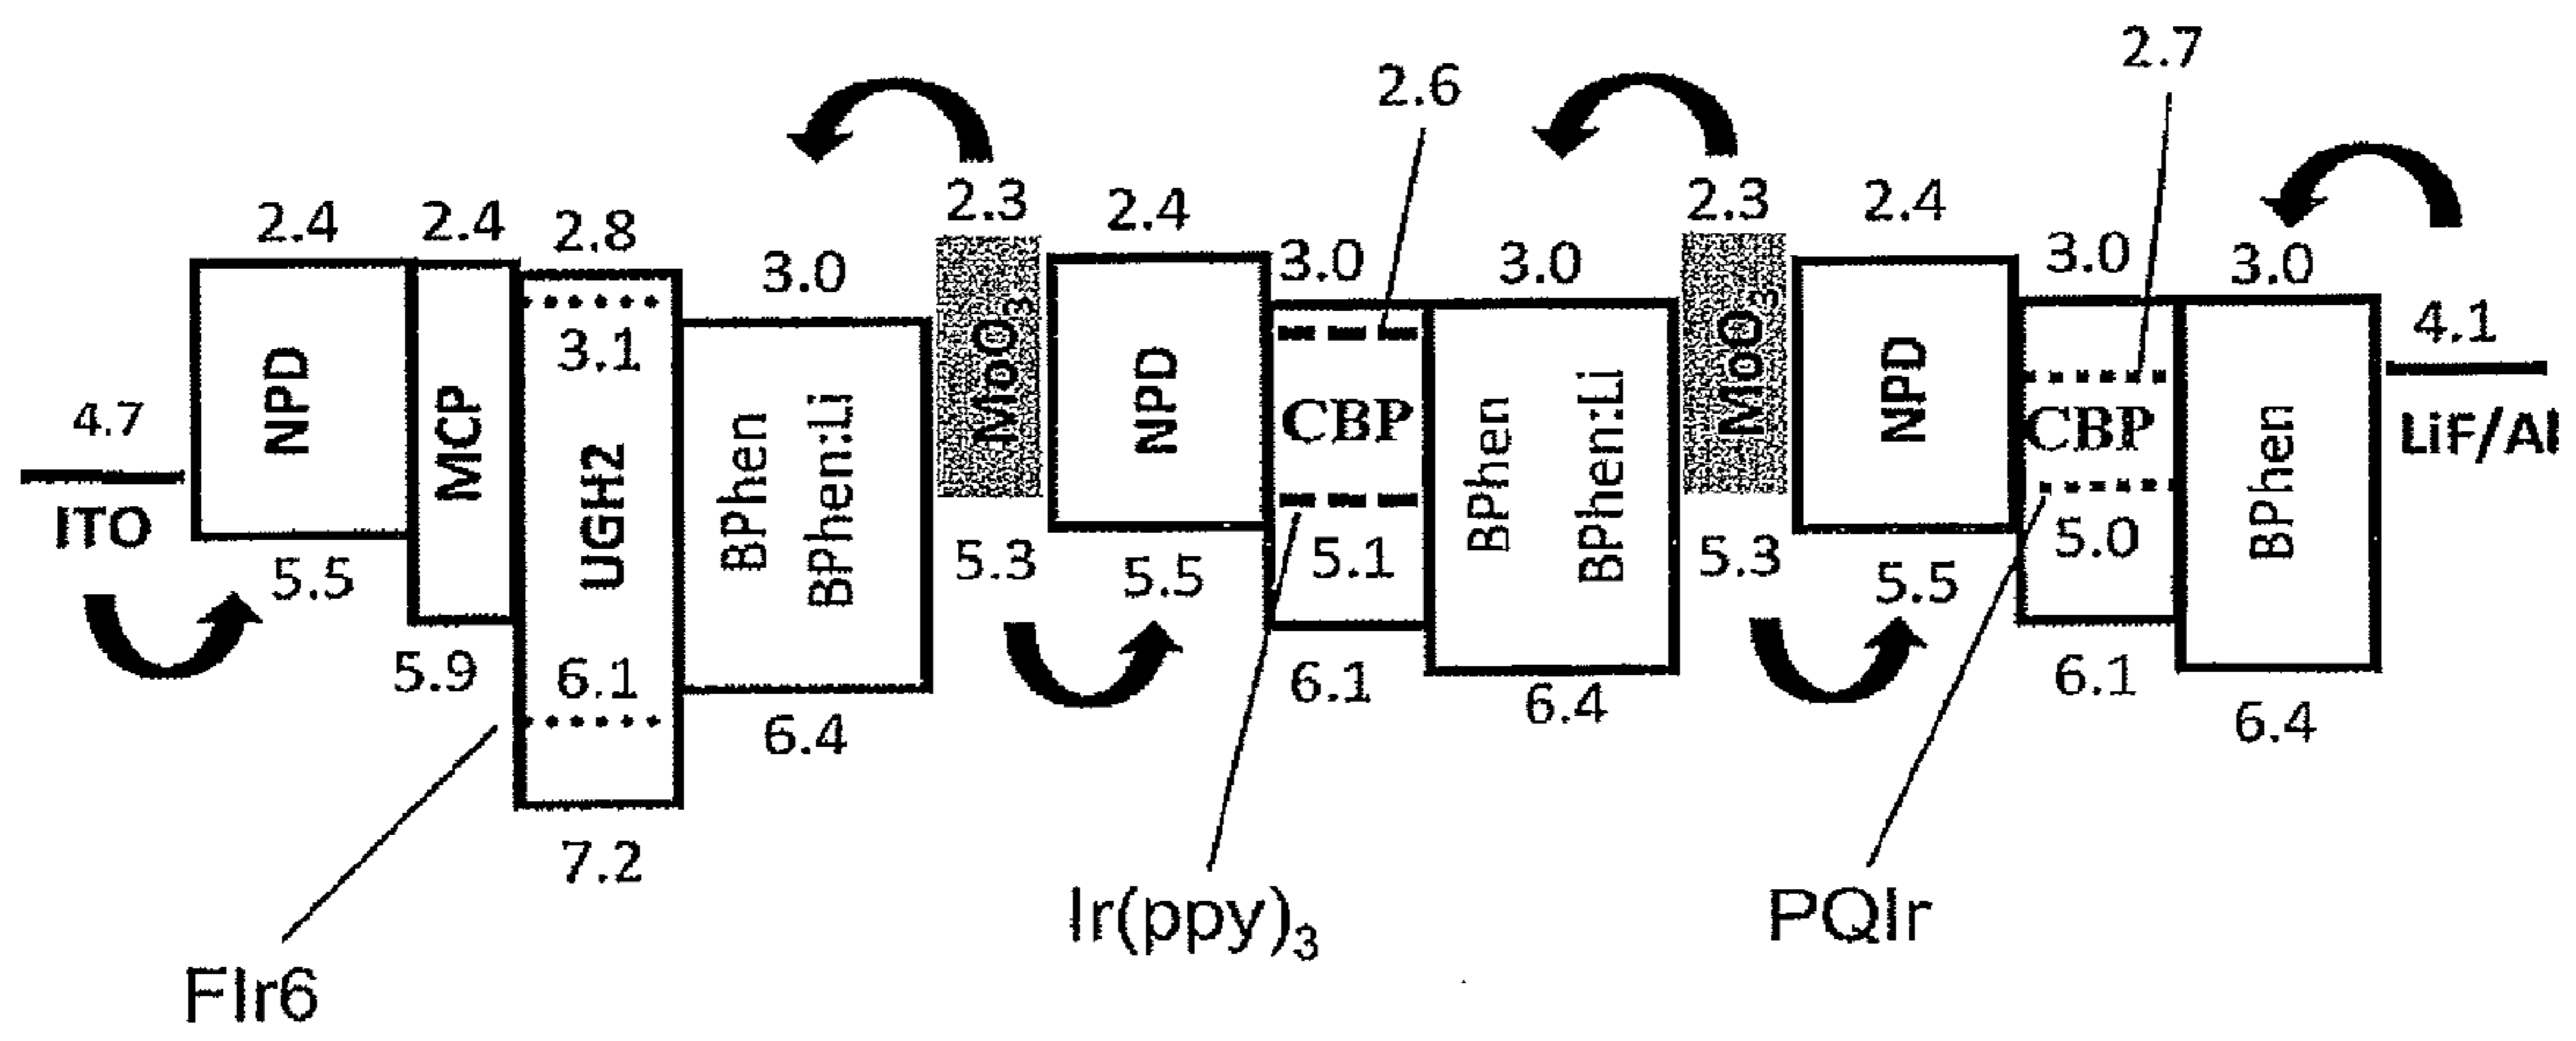 2.7
2.6
2.4
2.4
2.8
3.0
2.3
2.4
3.0
3.0
2.3
2.4
3.0
3.0
4.1
4.7
ITO
NPD
MCP
3.1
UGH2
6.1
BPhen
BPhen:Li
MoO3
NPD
CBP
5.1
BPhen
BPhen:Li
MoO3
NPD
CBP
5.0
BPhen
LiF/Al
5.5
5.9
7.2
6.4
5.3
5.5
6.1
6.4
5.3
5.5
6.1
6.4
FIr6
Ir(ppy)3
PQIr